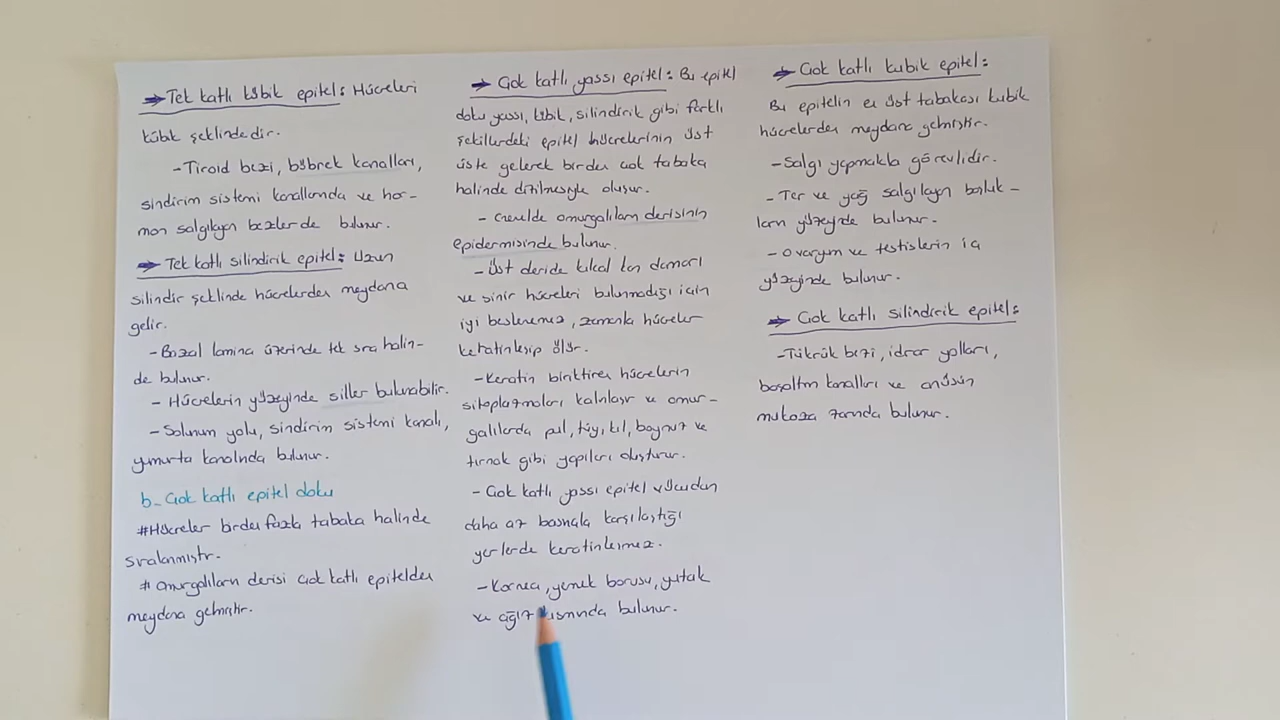 → Tek katlı kübik epitel: Hücreleri
kübik şeklindedir.
- Tiroid bezi, böbrek kanalları,
sindirim sistemi kanallarında ve hor-
mon salgılayan bezlerde bulunur.
→ Tek katlı silindirik epitel: Uzun
silindir şeklinde hücrelerden meydana
gelir.
- Bazal lamina üzerinde tek sıra halin-
de bulunur.
- Hücrelerin yüzeyinde siller bulunabilir.
- Solunum yolu, sindirim sistemi kanalı,
yumurta kanalında bulunur.
b- Çok katlı epitel doku
# Hücreler birden fazla tabaka halinde
sıralanmıştır.
# Omurgalıların derisi çok katlı epitelden
meydana gelmiştir.
→ Çok katlı yassı epitel: Bu epitel
doku yassı, kübik, silindirik gibi farklı
şekillerdeki epitel hücrelerinin üst
üste gelerek birden çok tabaka
halinde dizilmesiyle oluşur.
- Genelde omurgalıların derisinin
epidermisinde bulunur.
- Üst deride kılcal kan damarı
ve sinir hücreleri bulunmadığı için
iyi beslenemez, zamanla hücreler
keratinleşip ölür.
- Keratin biriktiren hücrelerin
sitoplazmaları kalınlaşır ve omur-
galılarda pul, tüy, kıl, boynuz ve
tırnak gibi yapıları oluşturur.
- Çok katlı yassı epitel vücudun
daha az basınçla karşılaştığı
yerlerde keratinleşmez.
- Kornea, yemek borusu, yutak
ve ağız kısmında bulunur.
→ Çok katlı kübik epitel:
Bu epitelin en üst tabakası kübik
hücrelerden meydana gelmiştir.
- Salgı yapmakla görevlidir.
- Ter ve yağ salgılayan boşluk-
ların yüzeyinde bulunur.
- Ovaryum ve testislerin iç
yüzeyinde bulunur.
→ Çok katlı silindirik epitel:
- Tükrük bezi, idrar yolları,
boşaltım kanalları ve anüsün
mukoza zarında bulunur.